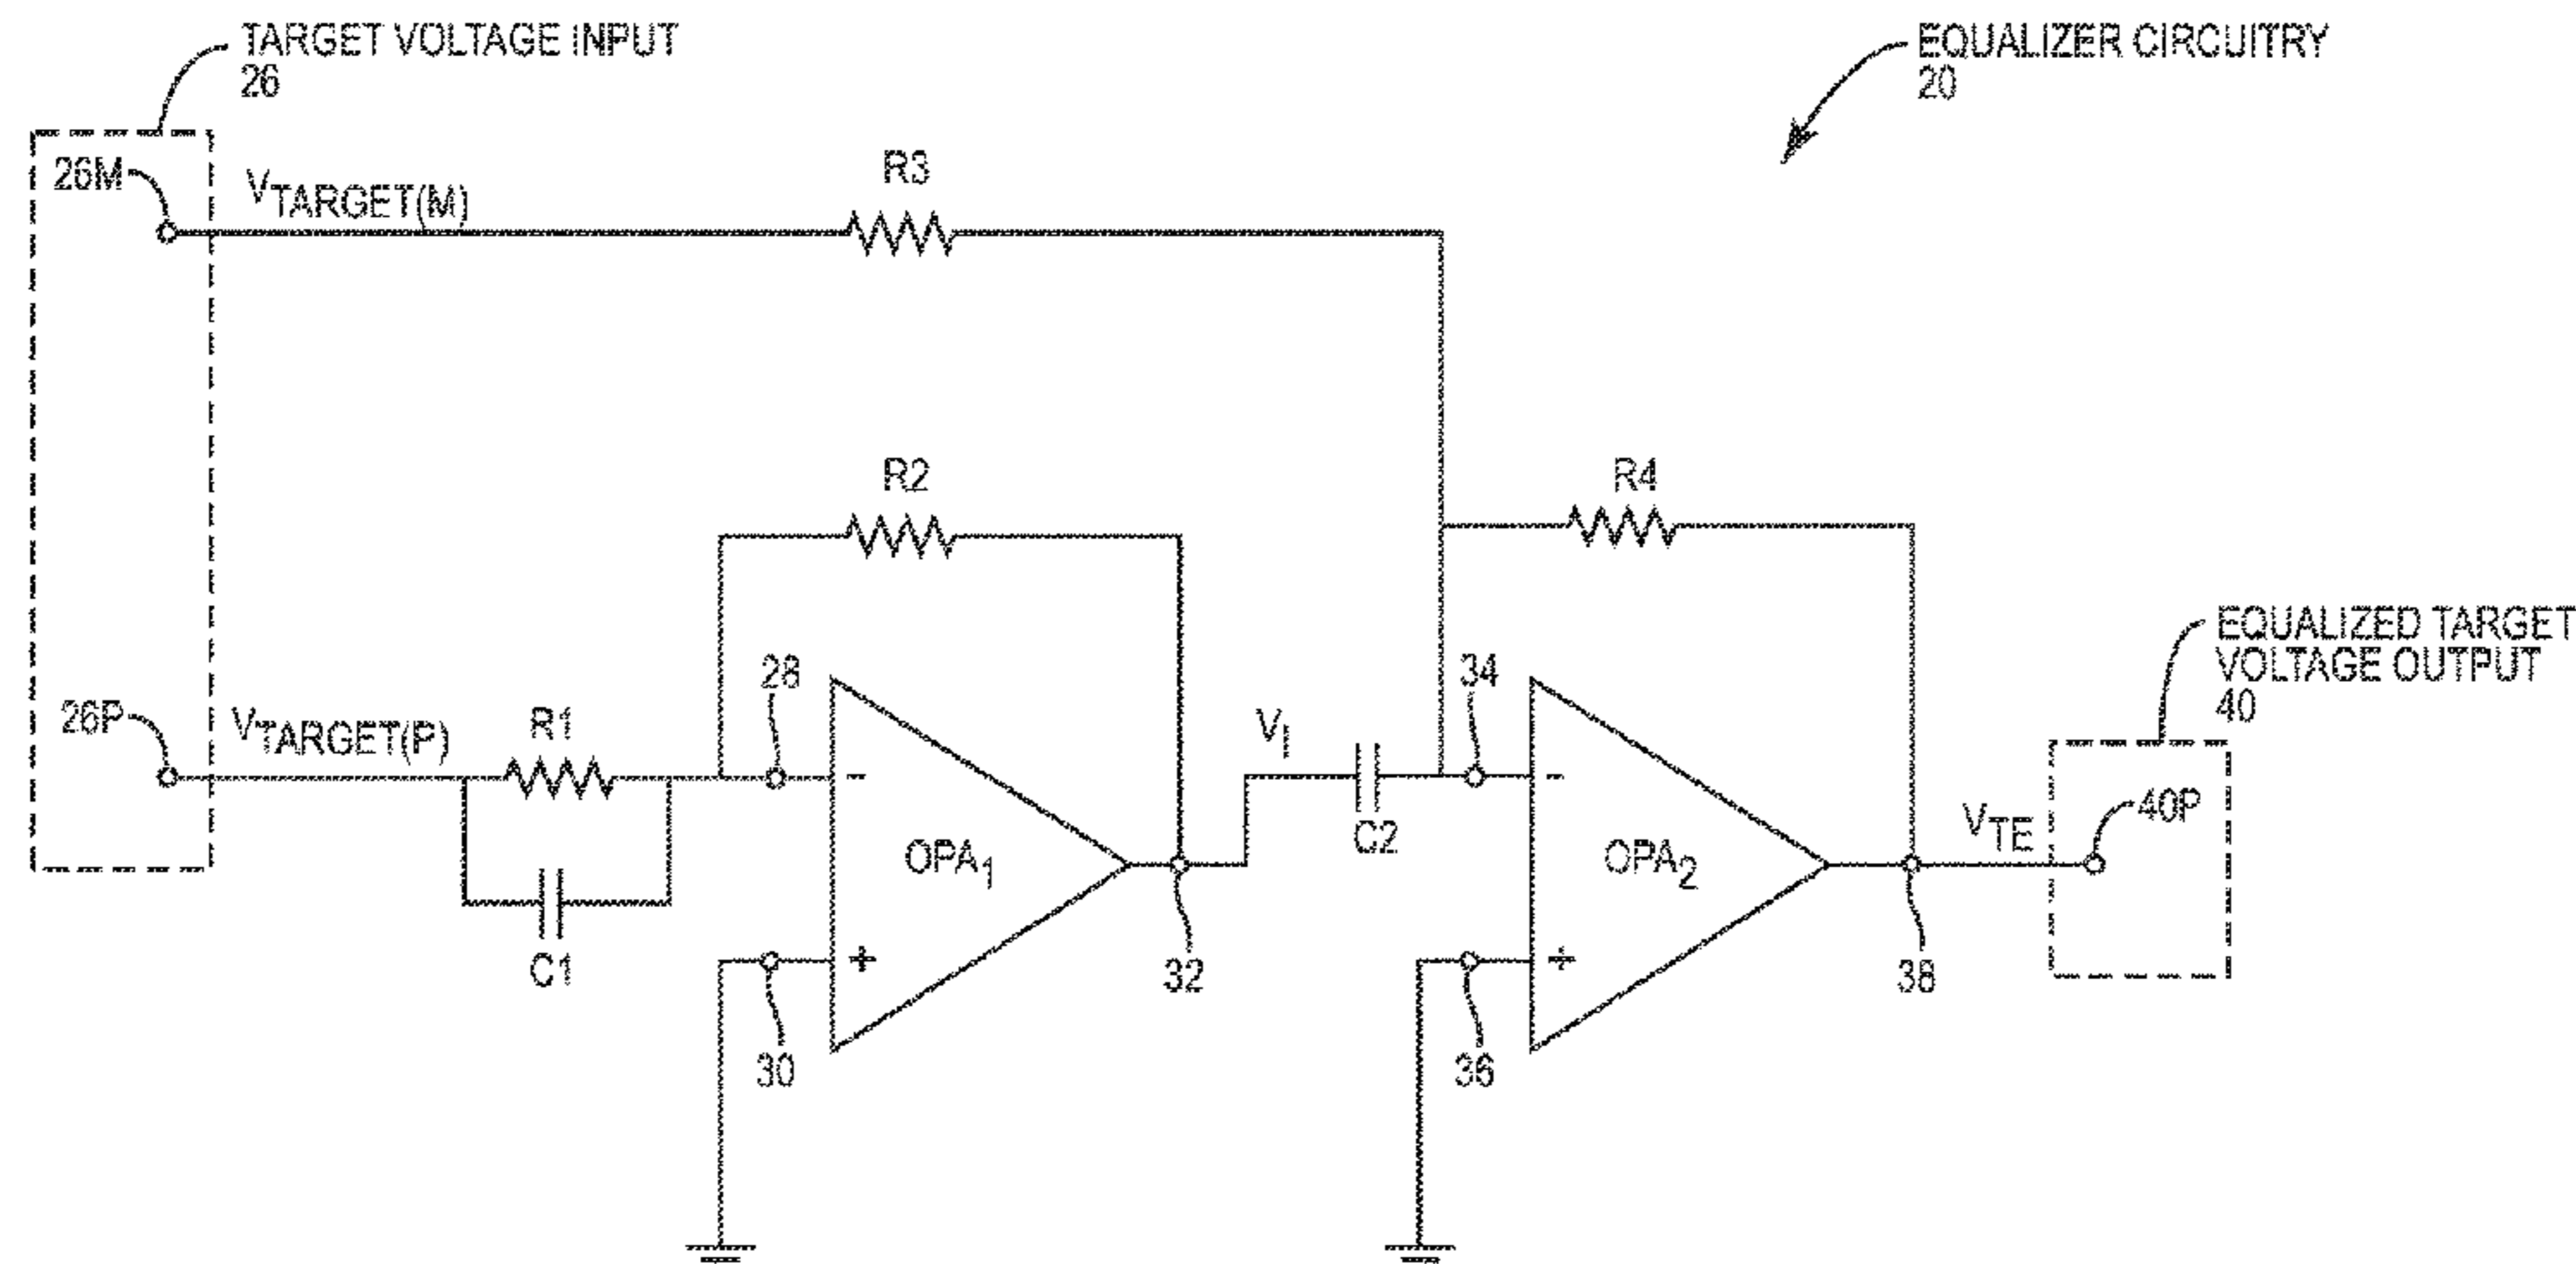 TARGET VOLTAGE INPUT
26
EQUALIZER CIRCUITRY
20
26M
VTARGET(M)
R3
R2
R4
EQUALIZED TARGET
VOLTAGE OUTPUT
40
26P
VTARGET(P)
R1
28
-
VI
34
-
C1
OPA1
C2
OPA2
VTE
40P
30
+
32
36
+
38